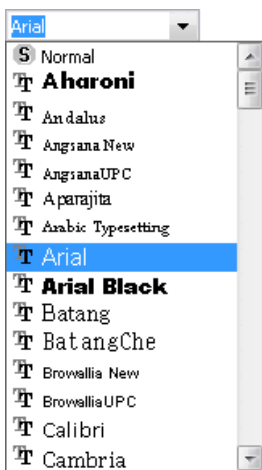 Arial
S Normal
Aharoni
Andalus
Angsana New
AngsanaUPC
Aparajita
Arabic Typesetting
Arial
Arial Black
Batang
BatangChe
Browallia New
BrowalliaUPC
Calibri
Cambria